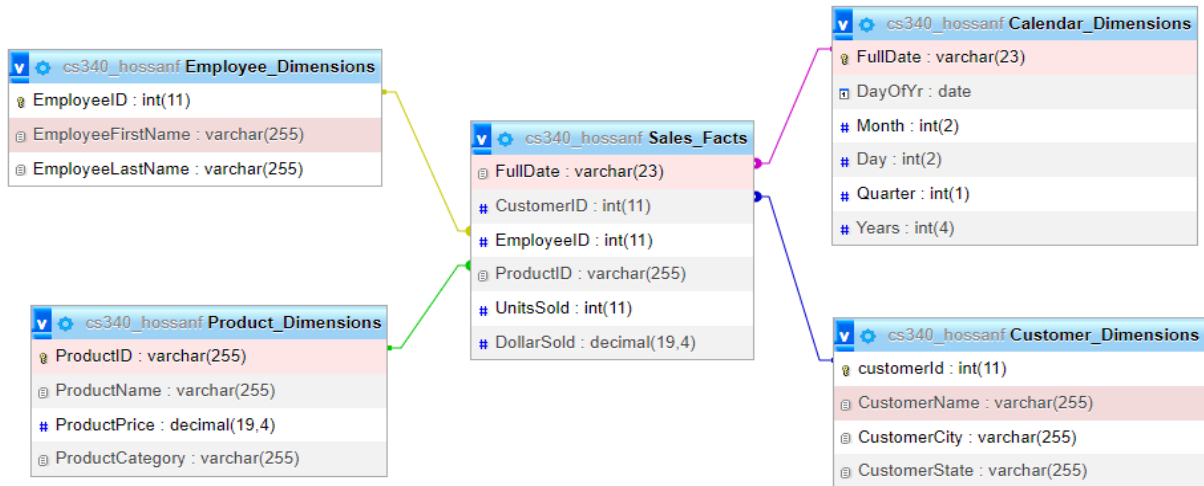 cs340_hossanf Employee_Dimensions
EmployeeID : int(11)
EmployeeFirstName : varchar(255)
EmployeeLastName : varchar(255)
cs340_hossanf Product_Dimensions
ProductID : varchar(255)
ProductName : varchar(255)
# ProductPrice : decimal(19,4)
ProductCategory : varchar(255)
cs340_hossanf Sales_Facts
FullDate : varchar(23)
# CustomerID : int(11)
# EmployeeID : int(11)
ProductID : varchar(255)
# UnitsSold : int(11)
# DollarSold : decimal(19,4)
cs340_hossanf Calendar_Dimensions
FullDate : varchar(23)
DayOfYr : date
# Month : int(2)
# Day : int(2)
# Quarter : int(1)
# Years : int(4)
cs340_hossanf Customer_Dimensions
customerId : int(11)
CustomerName : varchar(255)
CustomerCity : varchar(255)
CustomerState : varchar(255)